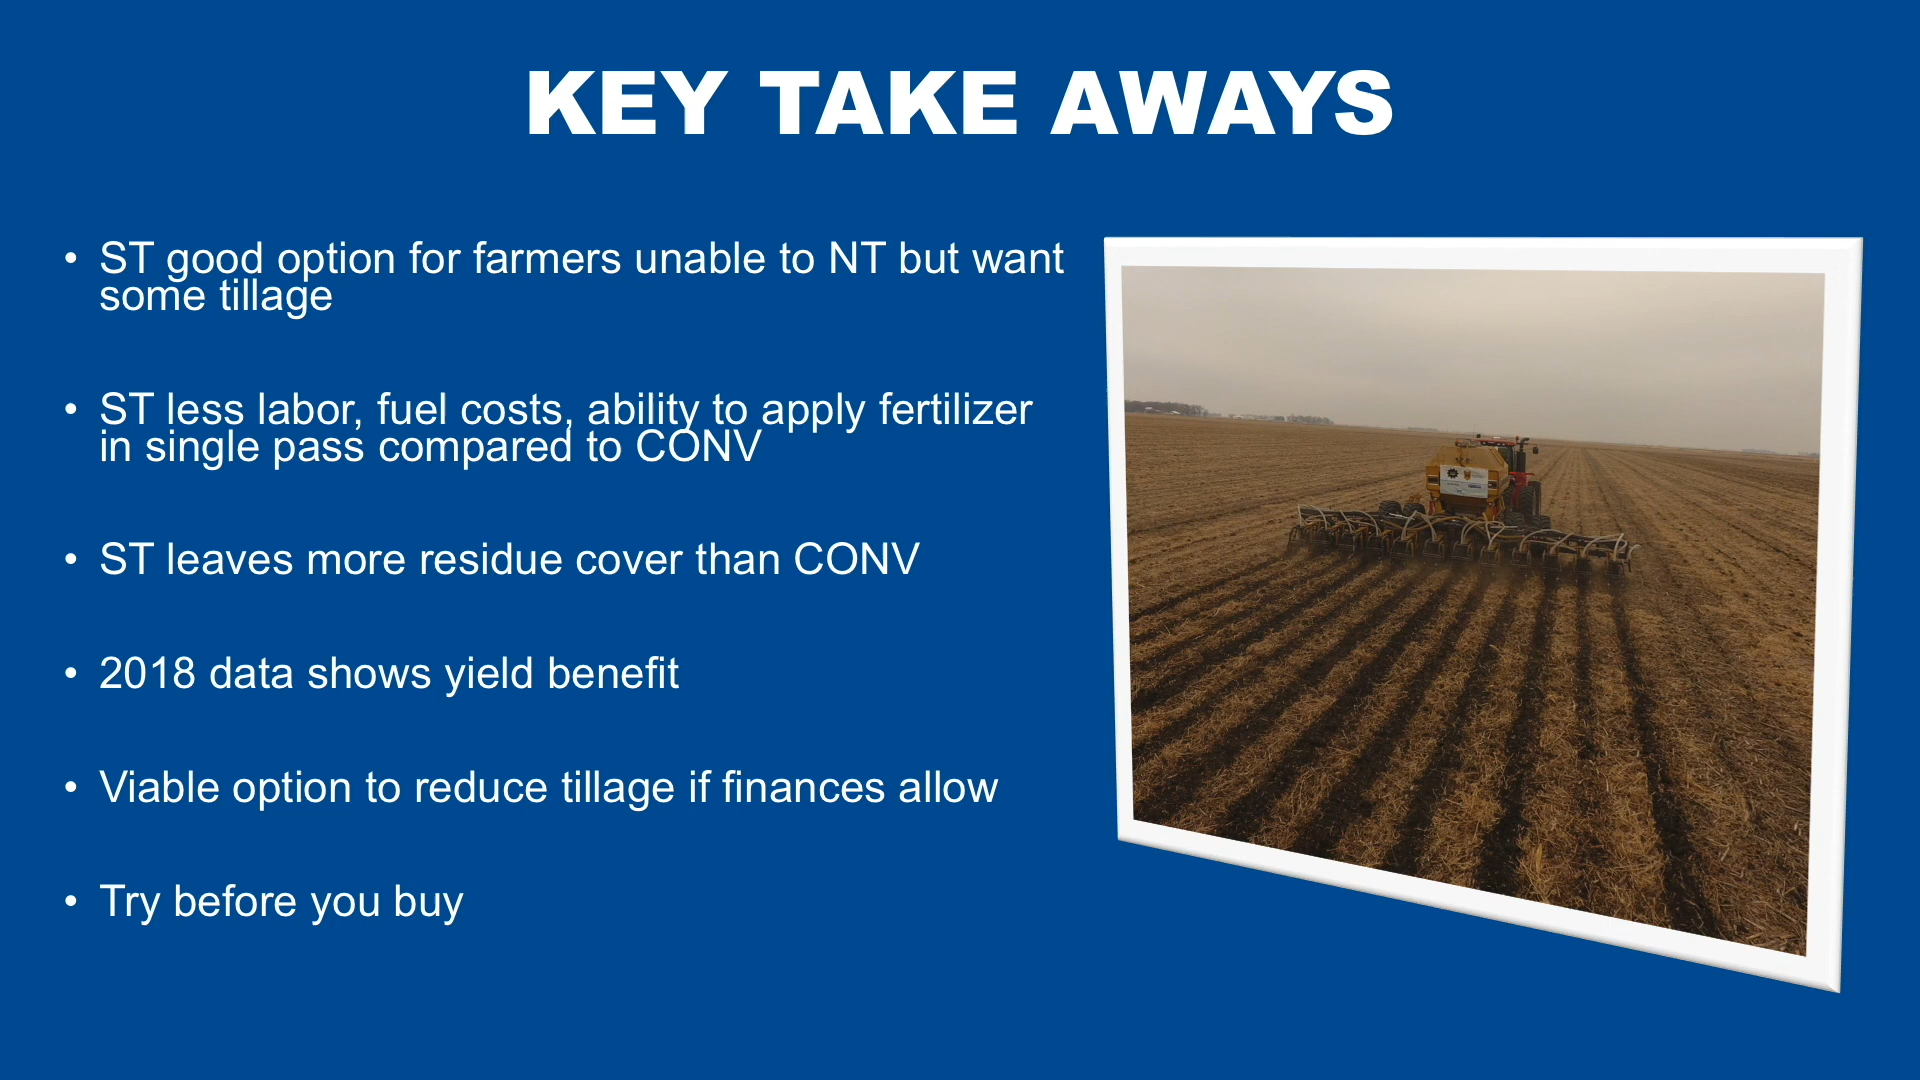 KEY TAKE AWAYS
• ST good option for farmers unable to NT but want
some tillage
• ST less labor, fuel costs, ability to apply fertilizer
in single pass compared to CONV
• ST leaves more residue cover than CONV
• 2018 data shows yield benefit
• Viable option to reduce tillage if finances allow
• Try before you buy